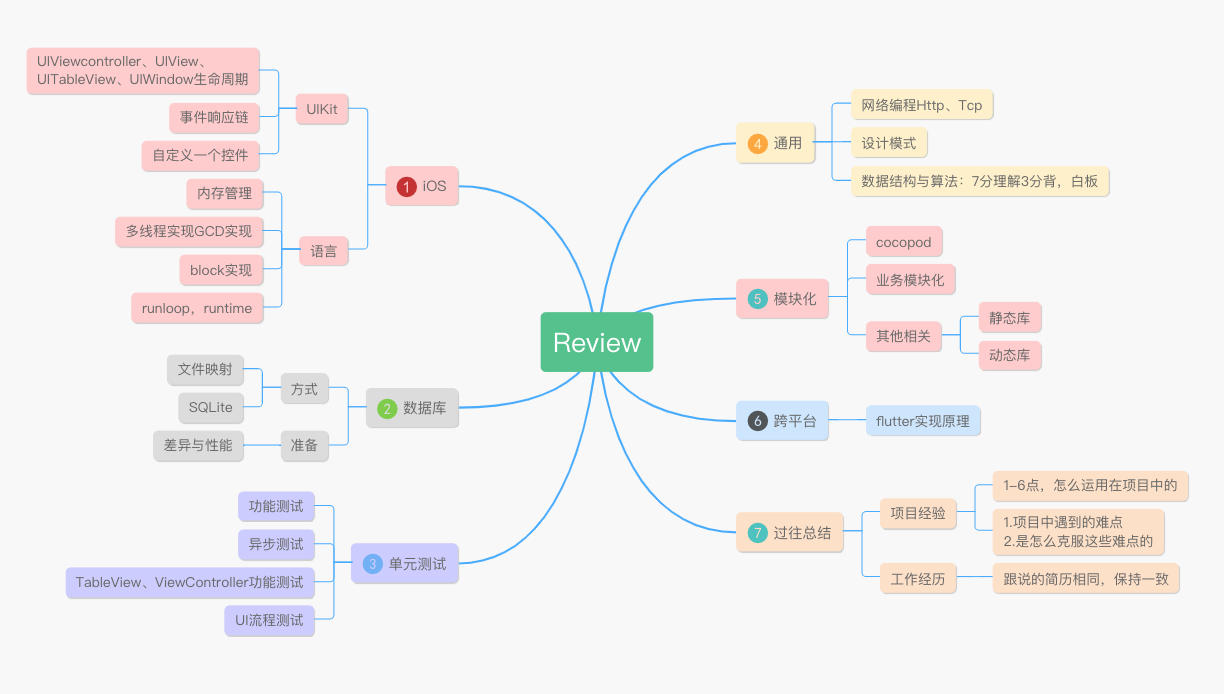 Review
1 iOS
UIKit
UIViewcontroller、UIView、
UITableView、UIWindow生命周期
事件响应链
自定义一个控件
语言
内存管理
多线程实现GCD实现
block实现
runloop，runtime
2 数据库
方式
文件映射
SQLite
准备
差异与性能
3 单元测试
功能测试
异步测试
TableView、ViewController功能测试
UI流程测试
4 通用
网络编程Http、Tcp
设计模式
数据结构与算法：7分理解3分背，白板
5 模块化
cocopod
业务模块化
其他相关
静态库
动态库
6 跨平台
flutter实现原理
7 过往总结
项目经验
1-6点，怎么运用在项目中的
1.项目中遇到的难点
2.是怎么克服这些难点的
工作经历
跟说的简历相同，保持一致